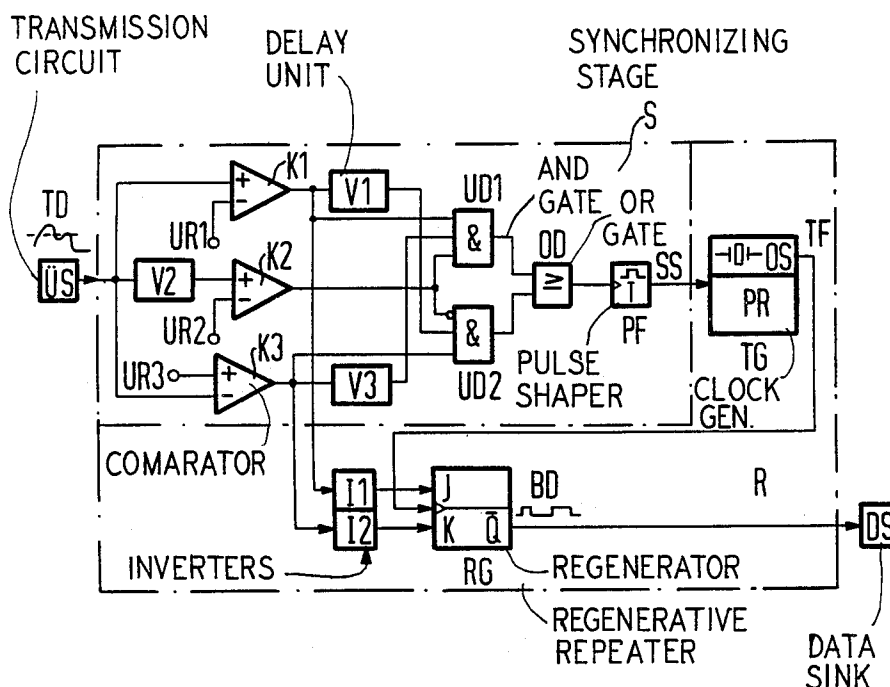 TRANSMISSION
CIRCUIT
DELAY
UNIT
SYNCHRONIZING
STAGE
S
TD
ÜS
K1
+
-
UR1
V1
UD1
&
AND
GATE
OR
GATE
OD
≥
V2
K2
+
-
UR2
&
UD2
T
PF
SS
PULSE
SHAPER
TF
OS
PR
TG
CLOCK
GEN.
UR3
K3
+
-
V3
COMARATOR
I1
I2
INVERTERS
J
K Q̄
RG
BD
R
DS
REGENERATOR
REGENERATIVE
REPEATER
DATA
SINK